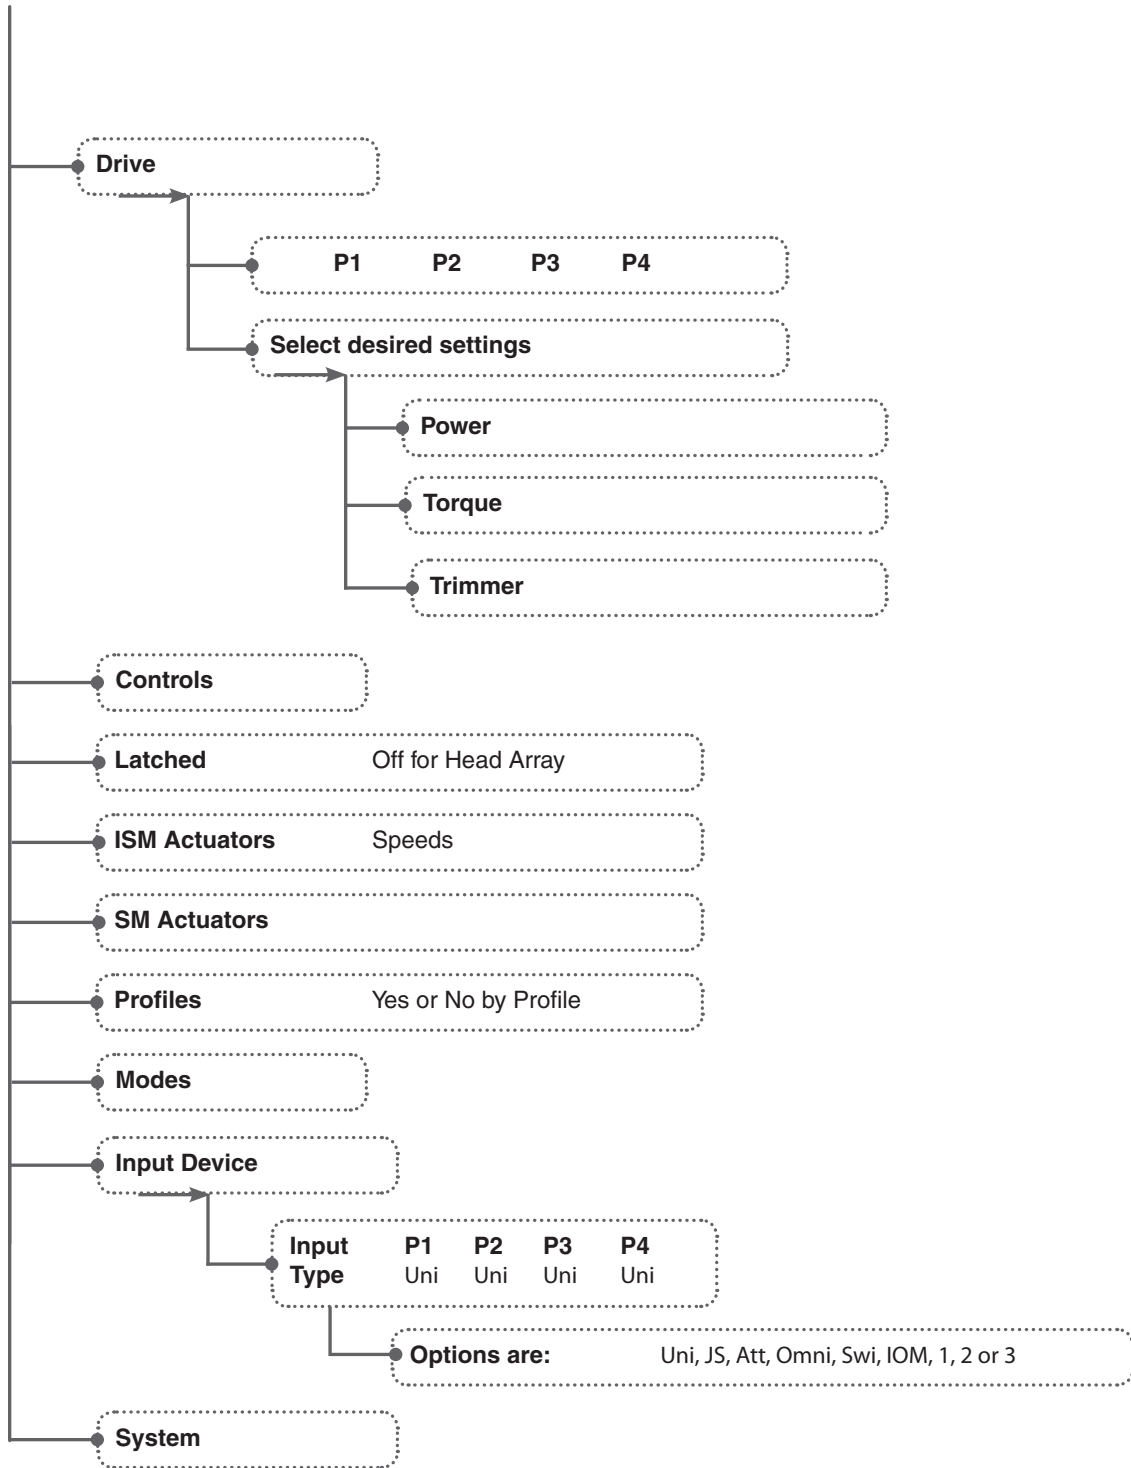 Drive
P1 P2 P3 P4
Select desired settings
Power
Torque
Trimmer
Controls
Latched Off for Head Array
ISM Actuators Speeds
SM Actuators
Profiles Yes or No by Profile
Modes
Input Device
Input P1 P2 P3 P4
Type Uni Uni Uni Uni
Options are: Uni, JS, Att, Omni, Swi, IOM, 1, 2 or 3
System